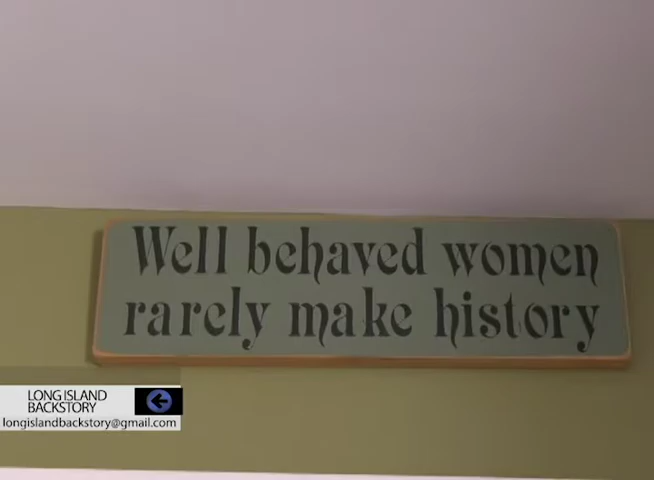 Well behaved women
rarely make history
LONG ISLAND
BACKSTORY
longislandbackstory@gmail.com